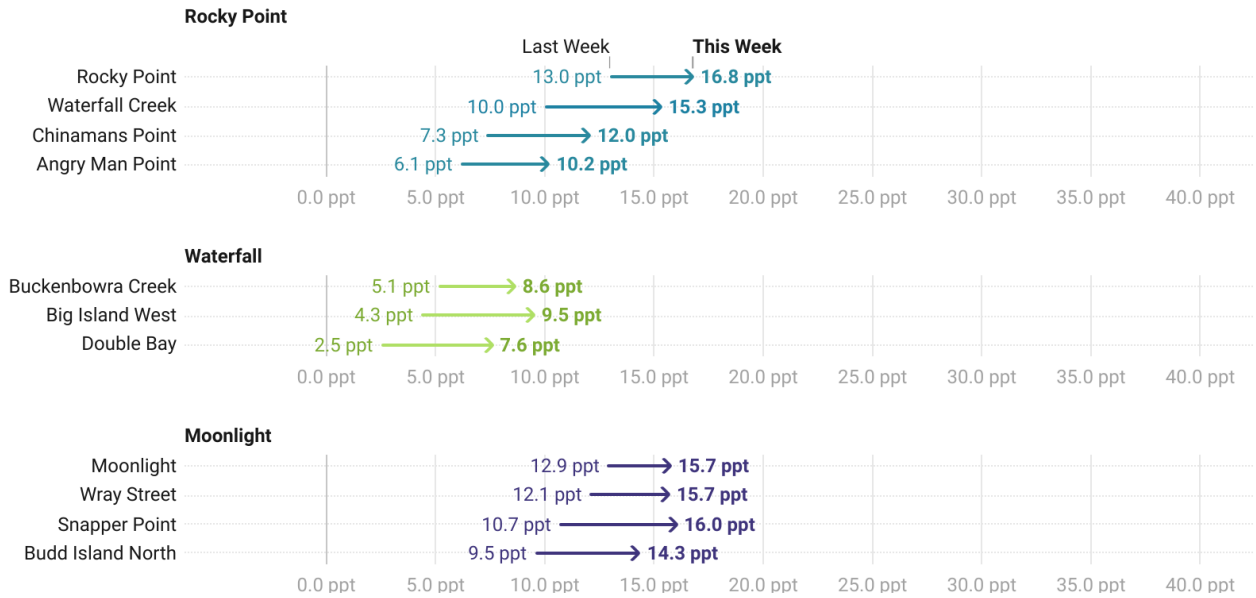 Rocky Point
Last Week This Week
Rocky Point 13.0 ppt 16.8 ppt
Waterfall Creek 10.0 ppt 15.3 ppt
Chinamans Point 7.3 ppt 12.0 ppt
Angry Man Point 6.1 ppt 10.2 ppt
0.0 ppt 5.0 ppt 10.0 ppt 15.0 ppt 20.0 ppt 25.0 ppt 30.0 ppt 35.0 ppt 40.0 ppt
Waterfall
Buckenbowra Creek 5.1 ppt 8.6 ppt
Big Island West 4.3 ppt 9.5 ppt
Double Bay 2.5 ppt 7.6 ppt
0.0 ppt 5.0 ppt 10.0 ppt 15.0 ppt 20.0 ppt 25.0 ppt 30.0 ppt 35.0 ppt 40.0 ppt
Moonlight
Moonlight 12.9 ppt 15.7 ppt
Wray Street 12.1 ppt 15.7 ppt
Snapper Point 10.7 ppt 16.0 ppt
Budd Island North 9.5 ppt 14.3 ppt
0.0 ppt 5.0 ppt 10.0 ppt 15.0 ppt 20.0 ppt 25.0 ppt 30.0 ppt 35.0 ppt 40.0 ppt